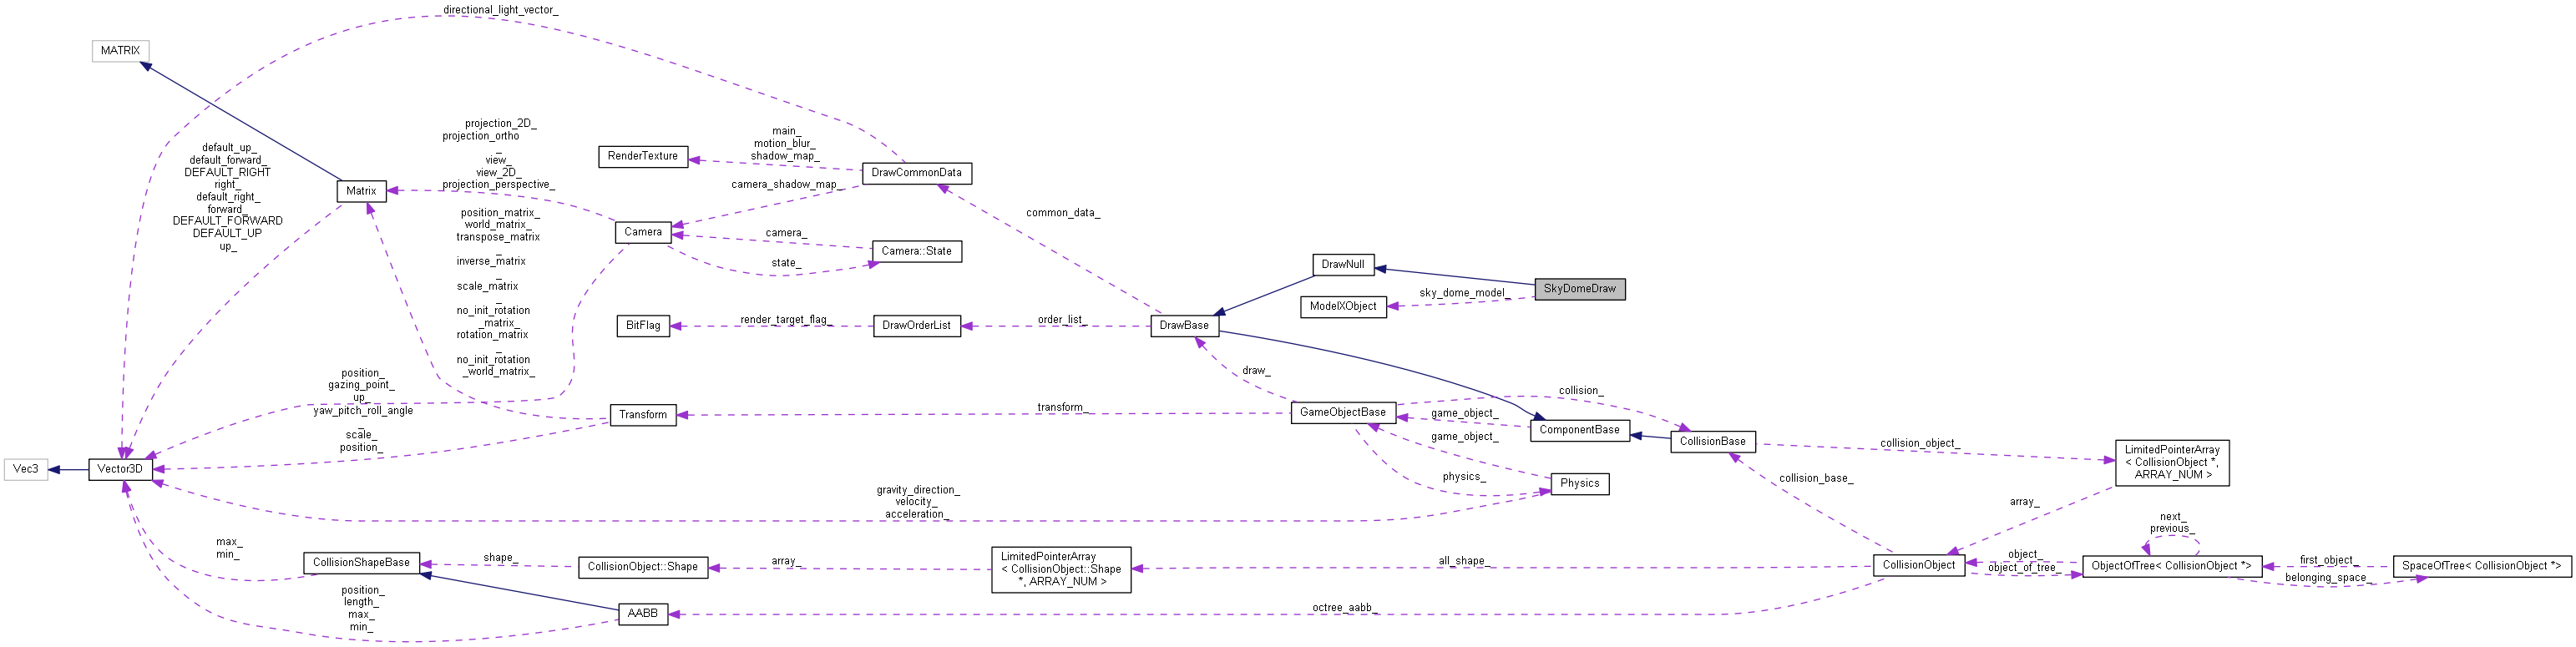 directional_light_vector_
MATRIX
projection_2D_
projection_ortho
_
view_
view_2D_
projection_perspective_
main_
motion_blur_
shadow_map_
RenderTexture
DrawCommonData
default_up_
default_forward_
DEFAULT_RIGHT
right_
default_right_
forward_
DEFAULT_FORWARD
DEFAULT_UP
up_
Matrix
camera_shadow_map_
common_data_
position_matrix_
world_matrix_
transpose_matrix
_
inverse_matrix
_
scale_matrix
_
no_init_rotation
_matrix_
rotation_matrix
_
no_init_rotation
_world_matrix_
Camera
camera_
Camera::State
state_
DrawNull
SkyDomeDraw
sky_dome_model_
ModelXObject
BitFlag
render_target_flag_
DrawOrderList
order_list_
DrawBase
draw_
position_
gazing_point_
up_
yaw_pitch_roll_angle
_
scale_
position_
Transform
transform_
GameObjectBase
collision_
game_object_
ComponentBase
game_object_
CollisionBase
collision_object_
LimitedPointerArray
< CollisionObject *,
ARRAY_NUM >
Vec3
Vector3D
physics_
Physics
collision_base_
gravity_direction_
velocity_
acceleration_
array_
next_
previous_
max_
min_
CollisionShapeBase
shape_
CollisionObject::Shape
array_
LimitedPointerArray
< CollisionObject::Shape
*, ARRAY_NUM >
all_shape_
CollisionObject
object_
object_of_tree_
ObjectOfTree< CollisionObject *>
first_object_
belonging_space_
SpaceOfTree< CollisionObject *>
position_
length_
max_
min_
AABB
octree_aabb_